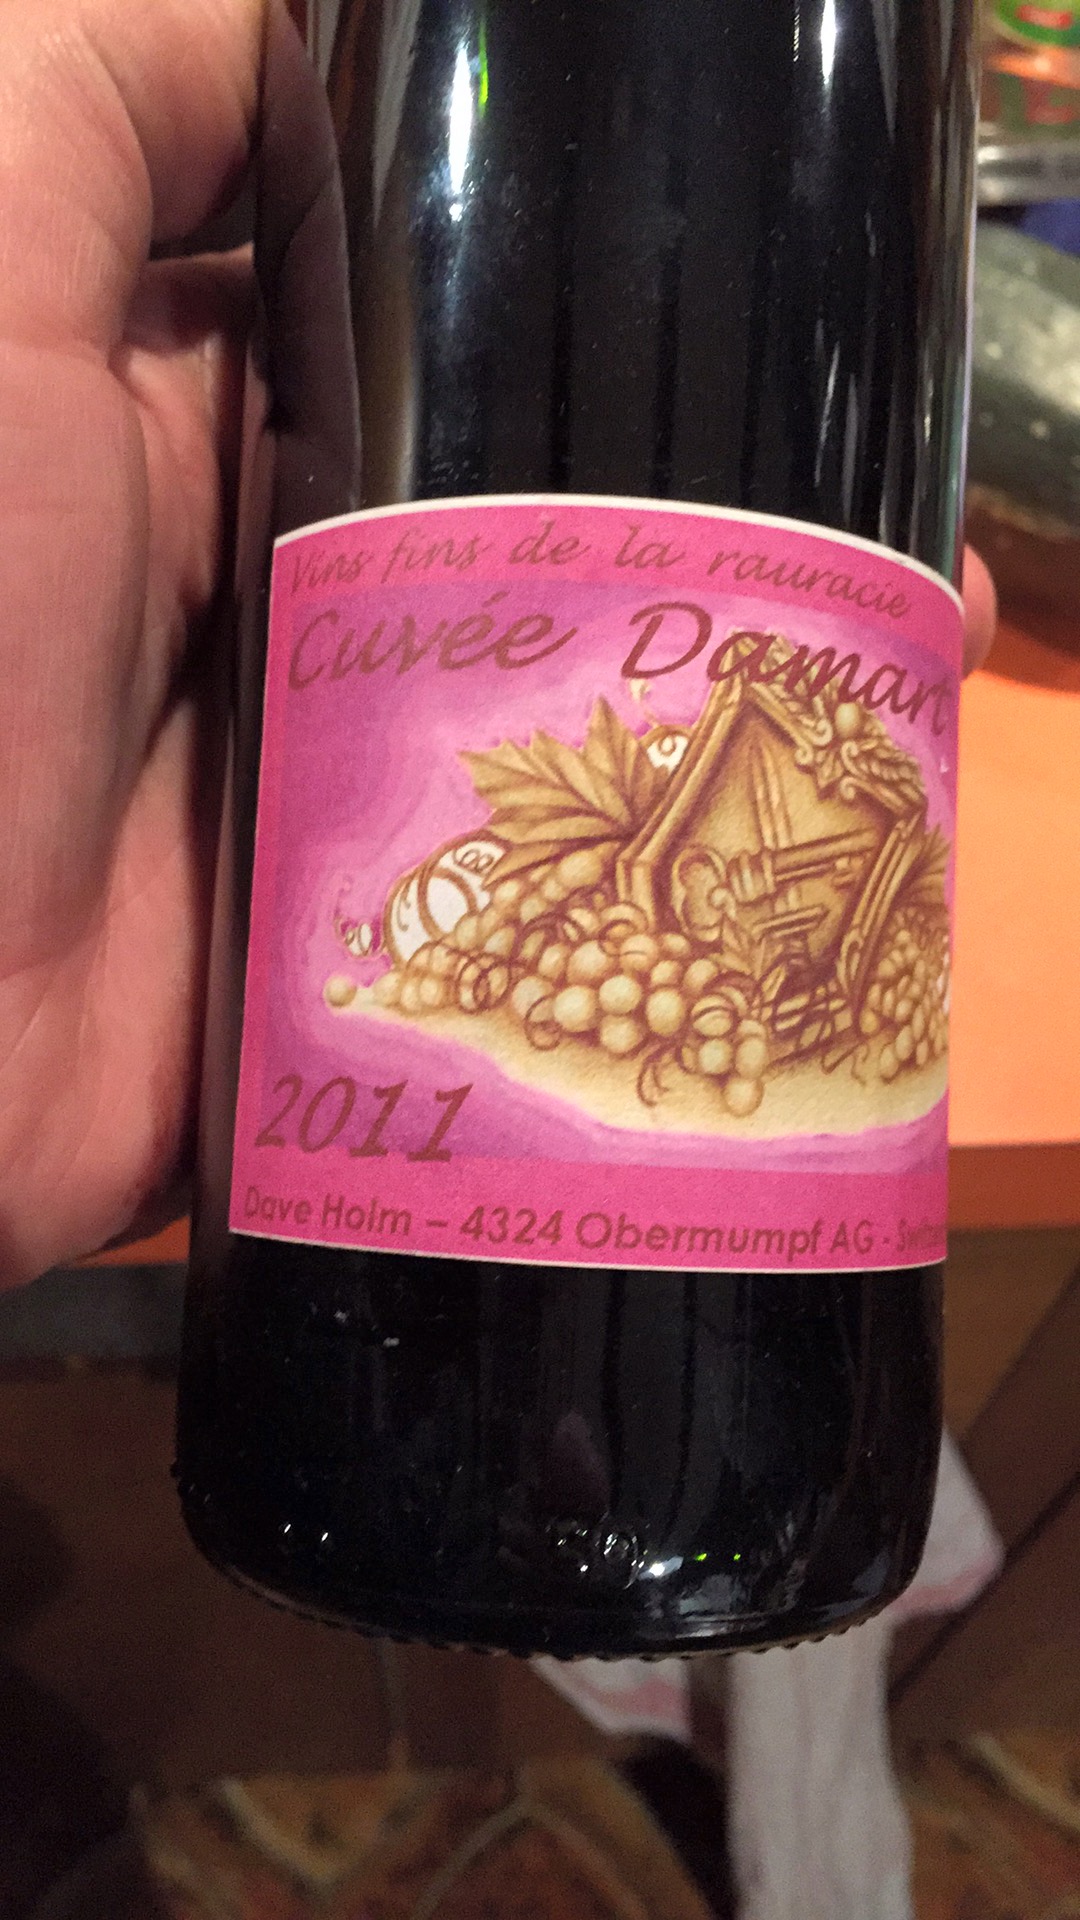 Vins fins de la rauracie
Cuvée Damart
2011
Dave Holm – 4324 Obermumpf AG -